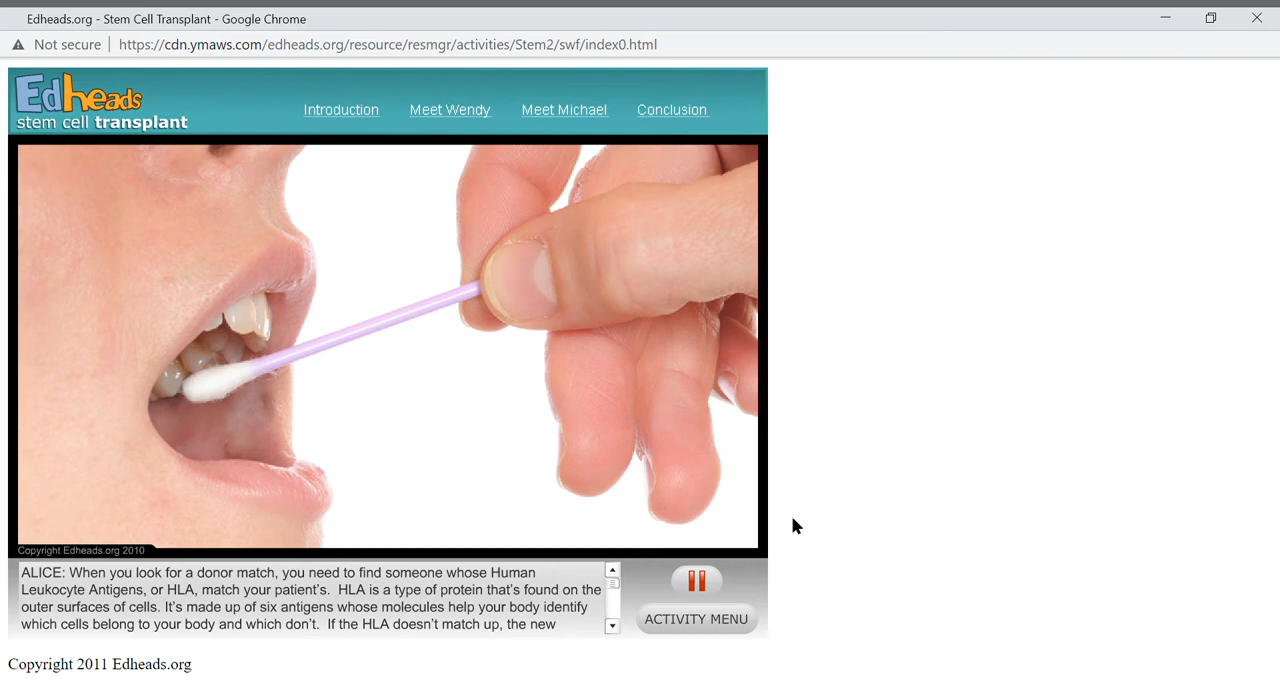 Edheads.org - Stem Cell Transplant - Google Chrome
Not secure | https://cdn.ymaws.com/edheads.org/resource/resmgr/activities/Stem2/swf/index0.html
Edheads
stem cell transplant
Introduction Meet Wendy Meet Michael Conclusion
Copyright Edheads.org 2010
ALICE: When you look for a donor match, you need to find someone whose Human
Leukocyte Antigens, or HLA, match your patient's.  HLA is a type of protein that's found on the
outer surfaces of cells. It's made up of six antigens whose molecules help your body identify
which cells belong to your body and which don't.  If the HLA doesn't match up, the new
ACTIVITY MENU
Copyright 2011 Edheads.org